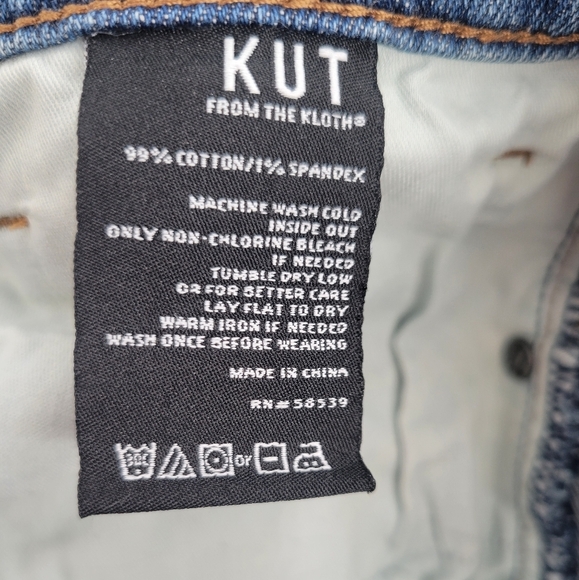 KUT
FROM THE KLOTH®
99% COTTON/1% SPANDEX
MACHINE WASH COLD
INSIDE OUT
ONLY NON-CHLORINE BLEACH
IF NEEDED
TUMBLE DRY LOW
OR FOR BETTER CARE
LAY FLAT TO DRY
WARM IRON IF NEEDED
WASH ONCE BEFORE WEARING
MADE IN CHINA
RN# 58539
or